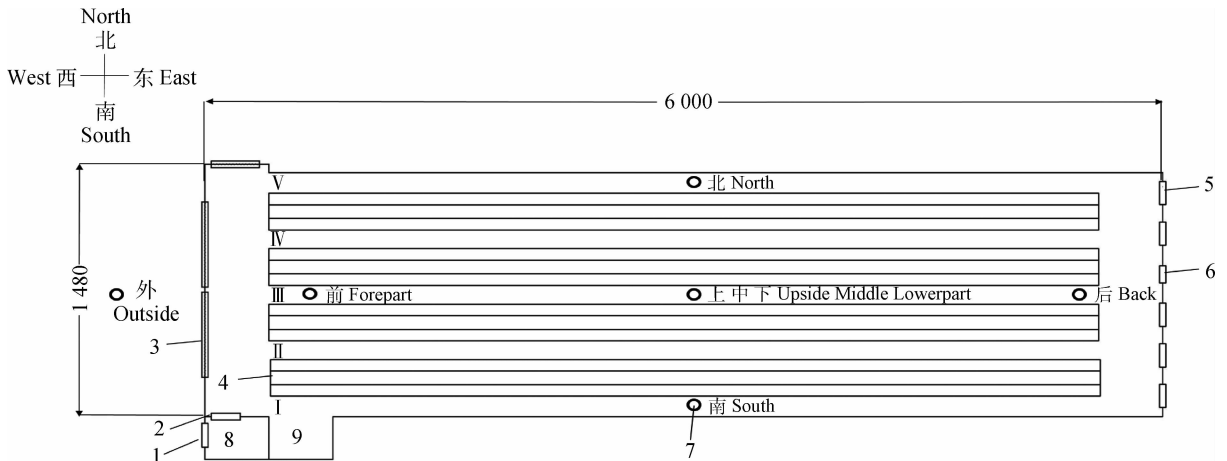 North
北
West 西 东 East
南
South
6 000
1 480
Ⅴ
北 North
5
Ⅳ
6
外
Outside
Ⅲ
前 Forepart
上 中 下 Upside Middle Lowerpart
后 Back
3
Ⅱ
4
Ⅰ
南 South
2
8
9
7
1